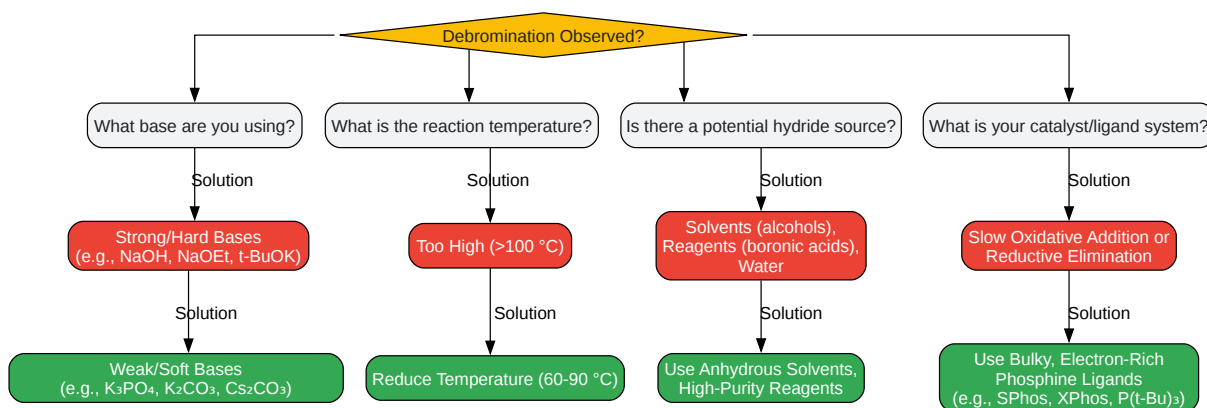 Debromination Observed?
What base are you using?
What is the reaction temperature?
Is there a potential hydride source?
What is your catalyst/ligand system?
Solution
Solution
Solution
Solution
Strong/Hard Bases
(e.g., NaOH, NaOEt, t-BuOK)
Too High (>100 °C)
Solvents (alcohols),
Reagents (boronic acids),
Water
Slow Oxidative Addition or
Reductive Elimination
Solution
Solution
Solution
Solution
Weak/Soft Bases
(e.g., K₃PO₄, K₂CO₃, Cs₂CO₃)
Reduce Temperature (60-90 °C)
Use Anhydrous Solvents,
High-Purity Reagents
Use Bulky, Electron-Rich
Phosphine Ligands
(e.g., SPhos, XPhos, P(t-Bu)₃)